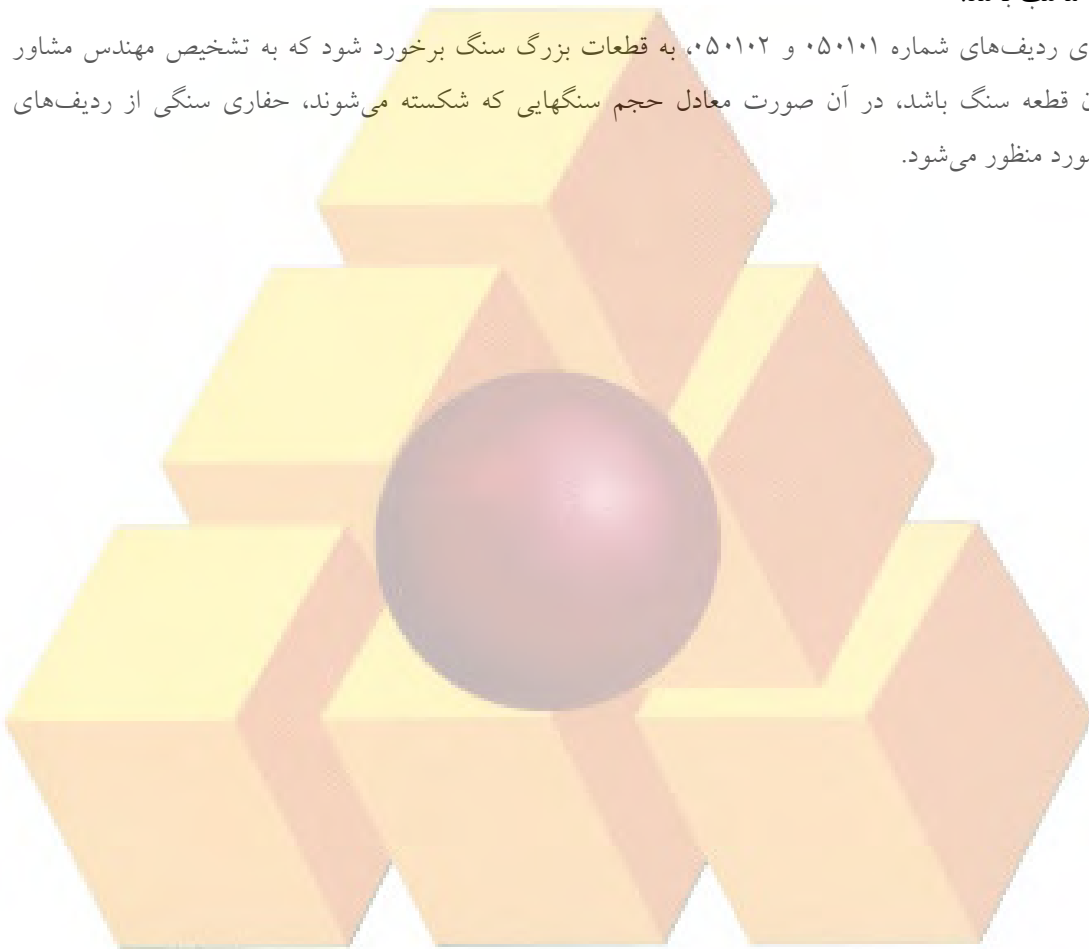 ی ردیف‌های شماره ۰۵۰۱۰۱ و ۰۵۰۱۰۲، به قطعات بزرگ سنگ برخورد شود که به تشخیص مهندس مشاور
ن قطعه سنگ باشد، در آن صورت معادل حجم سنگهایی که شکسته می‌شوند، حفاری سنگی از ردیف‌های
ورد منظور می‌شود.